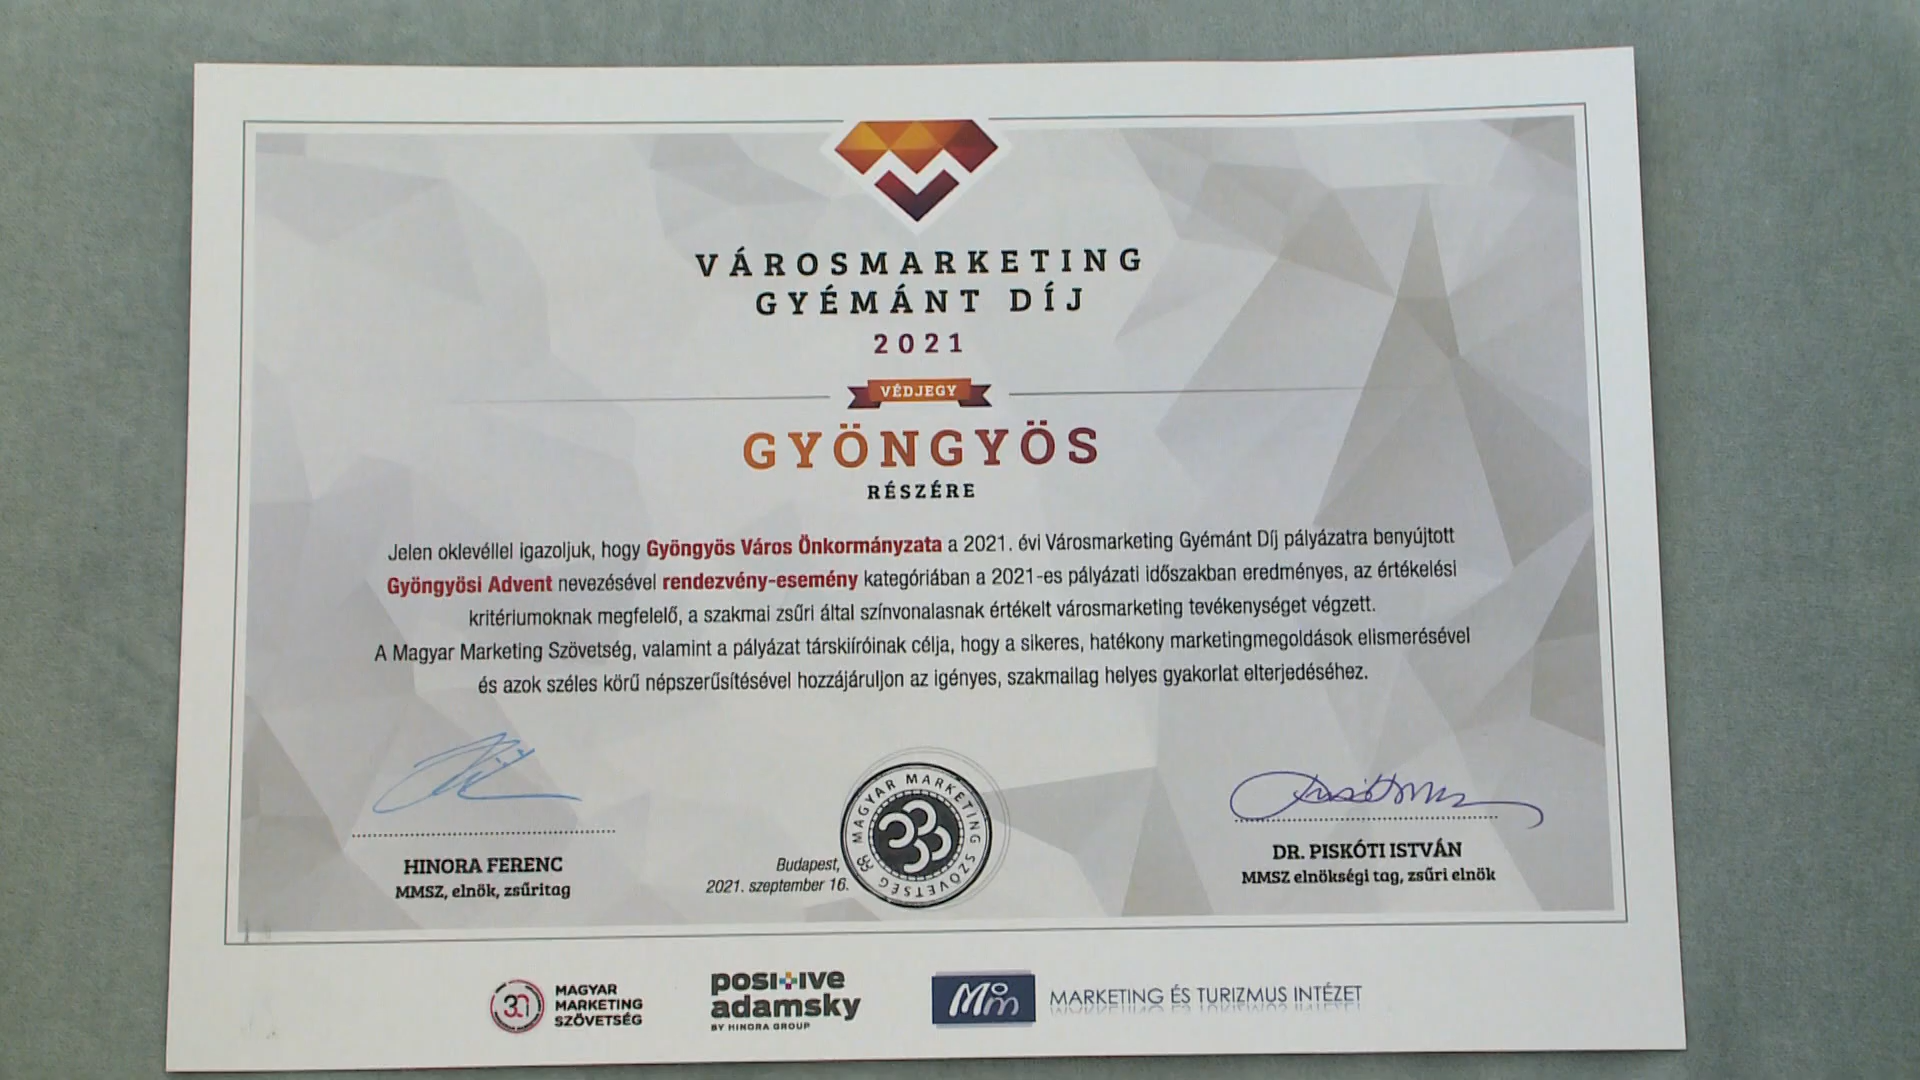 VÁROSMARKETING
GYÉMÁNT DÍJ
2021
VÉDJEGY
GYÖNGYÖS
RÉSZÉRE
Jelen oklevéllel igazoljuk, hogy Gyöngyös Város Önkormányzata a 2021. évi Városmarketing Gyémánt Díj pályázatra benyújtott
Gyöngyösi Advent nevezésével rendezvény-esemény kategóriában a 2021-es pályázati időszakban eredményes, az értékelési
kritériumoknak megfelelő, a szakmai zsűri által színvonalasnak értékelt városmarketing tevékenységet végzett.
A Magyar Marketing Szövetség, valamint a pályázat társkiíróinak célja, hogy a sikeres, hatékony marketingmegoldások elismerésével
és azok széles körű népszerűsítésével hozzájáruljon az igényes, szakmailag helyes gyakorlat elterjedéséhez.
HINORA FERENC
MMSZ, elnök, zsűritag
Budapest,
2021. szeptember 16.
MAGYAR MARKETING SZÖVETSÉG
DR. PISKÓTI ISTVÁN
MMSZ elnökségi tag, zsűri elnök
30
MAGYAR
MARKETING
SZÖVETSÉG
positive
adamsky
BY HINORA GROUP
MARKETING ÉS TURIZMUS INTÉZET